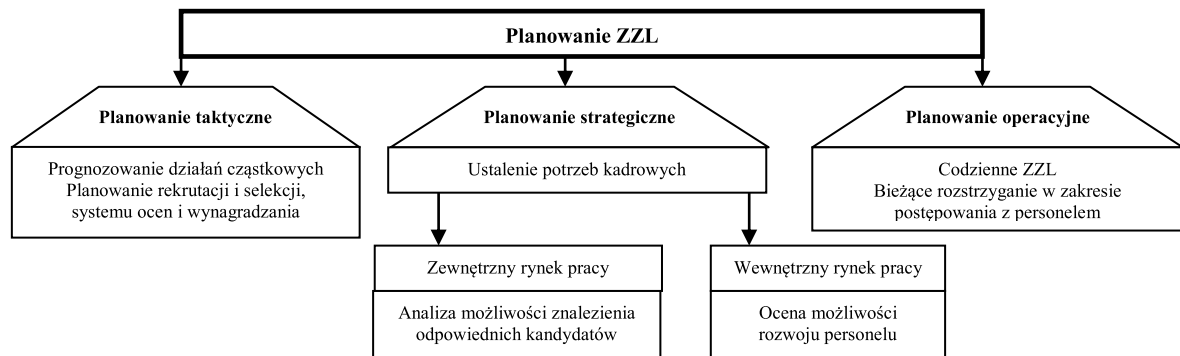 Planowanie ZZL
Planowanie taktyczne
Prognozowanie działań cząstkowych
Planowanie rekrutacji i selekcji,
systemu ocen i wynagradzania
Planowanie strategiczne
Ustalenie potrzeb kadrowych
Planowanie operacyjne
Codzienne ZZL
Bieżące rozstrzyganie w zakresie
postępowania z personelem
Zewnętrzny rynek pracy
Analiza możliwości znalezienia
odpowiednich kandydatów
Wewnętrzny rynek pracy
Ocena możliwości
rozwoju personelu